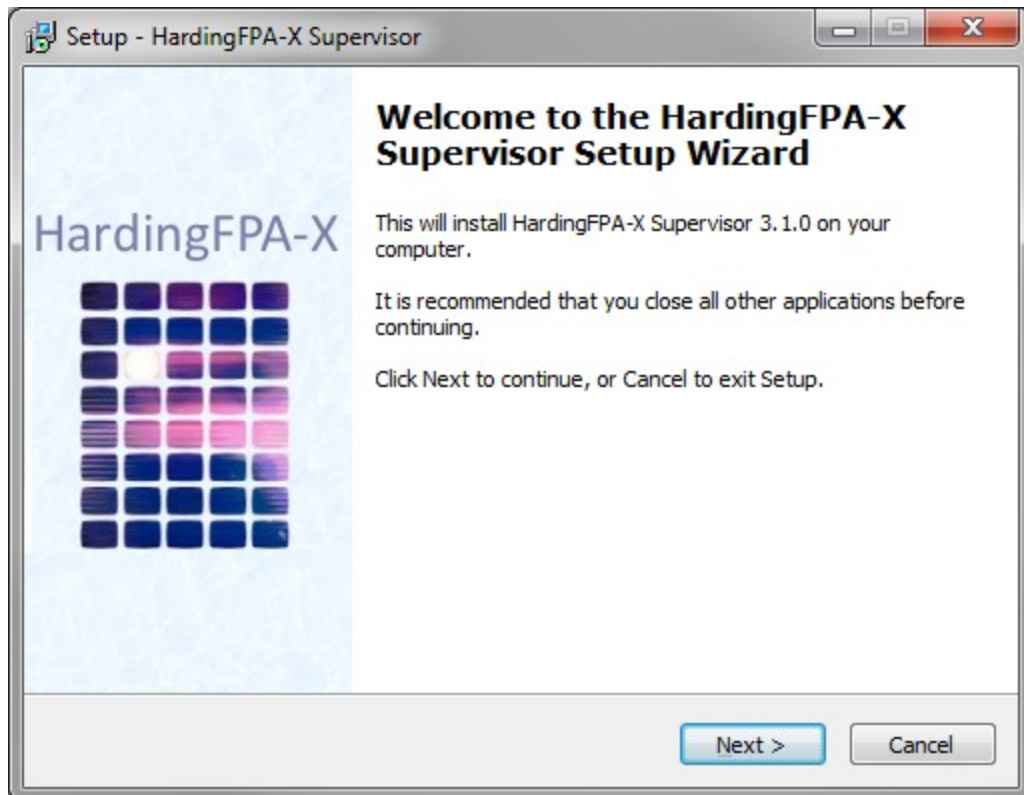 Setup - HardingFPA-X Supervisor
Welcome to the HardingFPA-X
Supervisor Setup Wizard
HardingFPA-X
This will install HardingFPA-X Supervisor 3.1.0 on your
computer.
It is recommended that you close all other applications before
continuing.
Click Next to continue, or Cancel to exit Setup.
Next >
Cancel